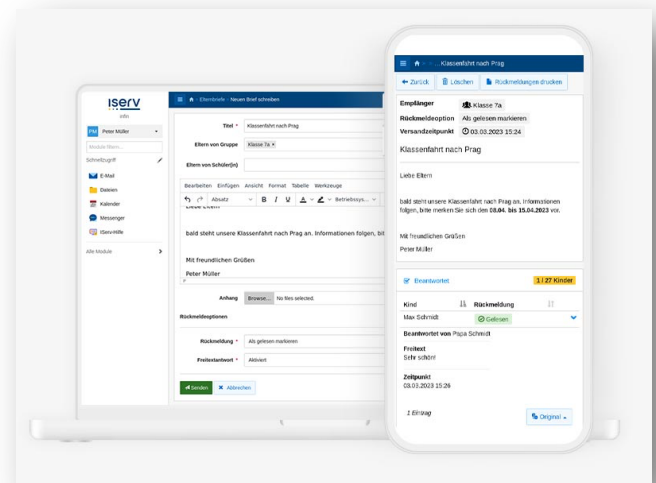 IServ
Peter Müller
Modul filtern...
Schnellzugriff
E-Mail
Dateien
Kalender
Messenger
IServ-Hilfe
Alle Module
Elternbriefe › Neuen Brief schreiben
Titel * Klassenfahrt nach Prag
Eltern von Gruppe Klasse 7a
Eltern von Schüler(n)
Bearbeiten Einfügen Ansicht Format Tabelle Werkzeuge
Absatz B I U A Betriebssys...
Liebe Eltern
bald steht unsere Klassenfahrt nach Prag an. Informationen folgen, bit
Mit freundlichen Grüßen
Peter Müller
P
Anhang Browse... No files selected.
Rückmeldeoptionen
Rückmeldung * Als gelesen markieren
Freitextantwort * Aktiviert
Senden Abbrechen
... Klassenfahrt nach Prag
Zurück Löschen Rückmeldungen drucken
Empfänger Klasse 7a
Rückmeldeoption Als gelesen markieren
Versandzeitpunkt 03.03.2023 15:24
Klassenfahrt nach Prag
Liebe Eltern
bald steht unsere Klassenfahrt nach Prag an. Informationen
folgen, bitte merken Sie sich den 08.04. bis 15.04.2023 vor.
Mit freundlichen Grüßen
Peter Müller
Beantwortet 1 / 27 Kinder
Kind Rückmeldung
Max Schmidt Gelesen
Beantwortet von Papa Schmidt
Freitext
Sehr schön!
Zeitpunkt
03.03.2023 15:26
1 Eintrag Original